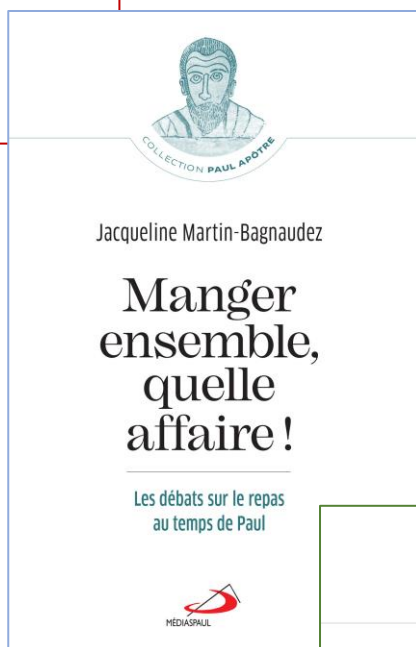 COLLECTION PAUL APÔTRE
Jacqueline Martin-Bagnaudez
Manger
ensemble,
quelle
affaire !
Les débats sur le repas
au temps de Paul
MÉDIASPAUL